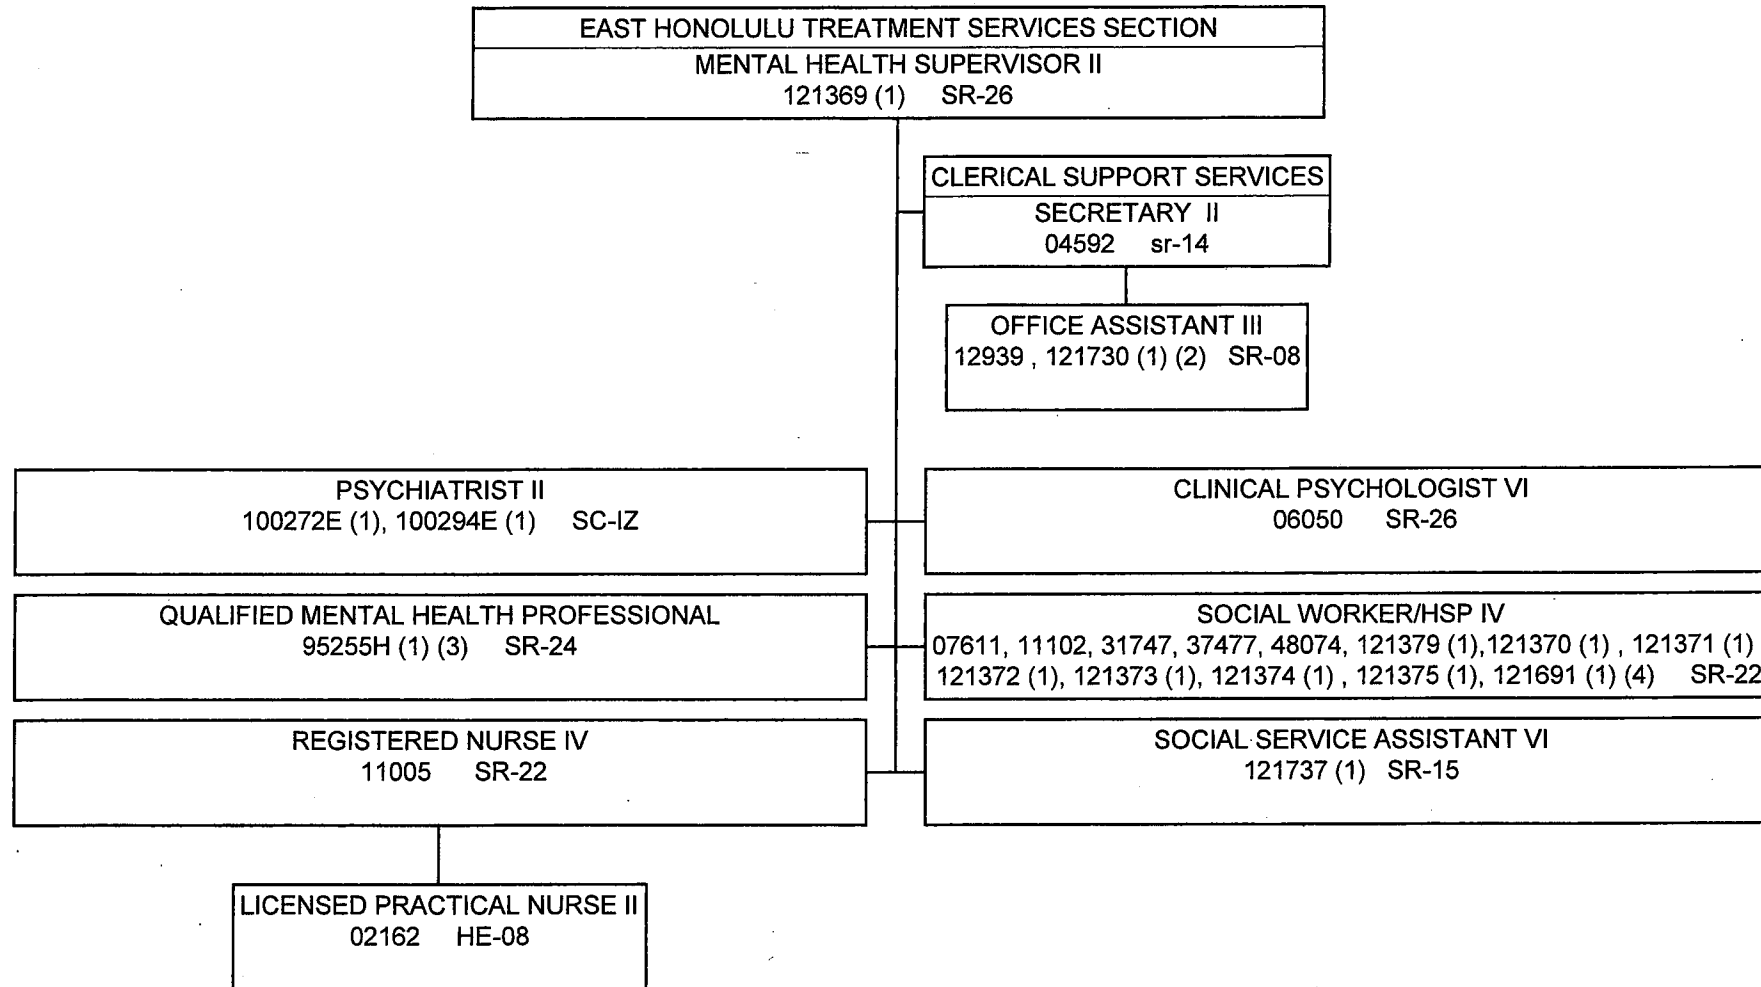 EAST HONOLULU TREATMENT SERVICES SECTION
MENTAL HEALTH SUPERVISOR II
121369 (1) SR-26
CLERICAL SUPPORT SERVICES
SECRETARY II
04592 sr-14
OFFICE ASSISTANT III
12939 , 121730 (1) (2) SR-08
PSYCHIATRIST II
100272E (1), 100294E (1) SC-IZ
CLINICAL PSYCHOLOGIST VI
06050 SR-26
QUALIFIED MENTAL HEALTH PROFESSIONAL
95255H (1) (3) SR-24
SOCIAL WORKER/HSP IV
07611, 11102, 31747, 37477, 48074, 121379 (1),121370 (1) , 121371 (1)
121372 (1), 121373 (1), 121374 (1) , 121375 (1), 121691 (1) (4) SR-22
REGISTERED NURSE IV
11005 SR-22
SOCIAL SERVICE ASSISTANT VI
121737 (1) SR-15
LICENSED PRACTICAL NURSE II
02162 HE-08